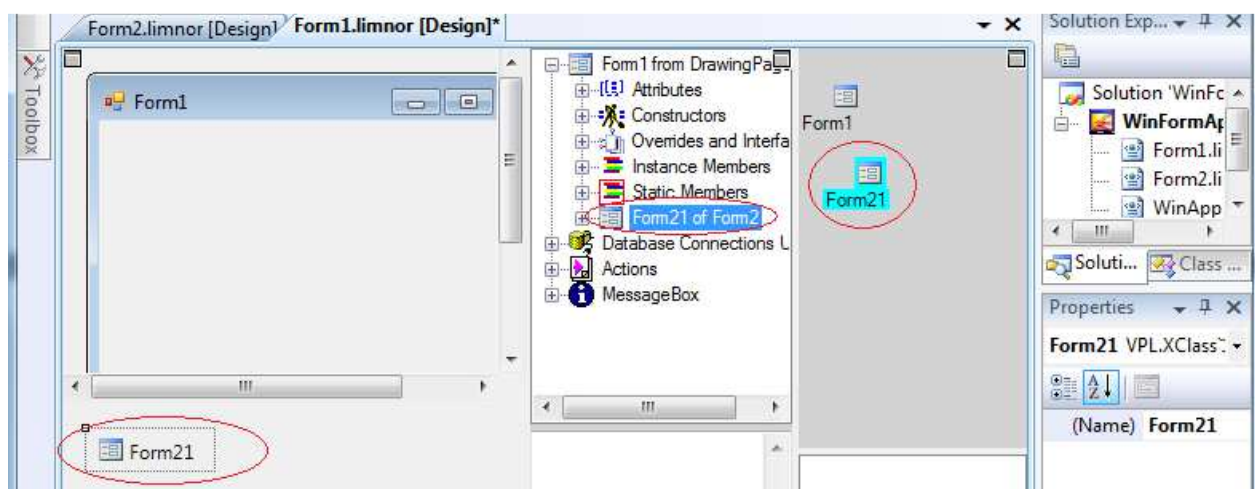 Form2.limnor [Design]
Form1.limnor [Design]*
Toolbox
Form1
Form21
Form1 from DrawingPag
Attributes
Constructors
Overrides and Interfa
Instance Members
Static Members
Form21 of Form2
Database Connections U
Actions
MessageBox
Form1
Form21
Solution Exp...
Solution 'WinFc
WinFormAp
Form1.li
Form2.li
WinApp
Soluti... Class ...
Properties
Form21 VPL.XClass
(Name) Form21